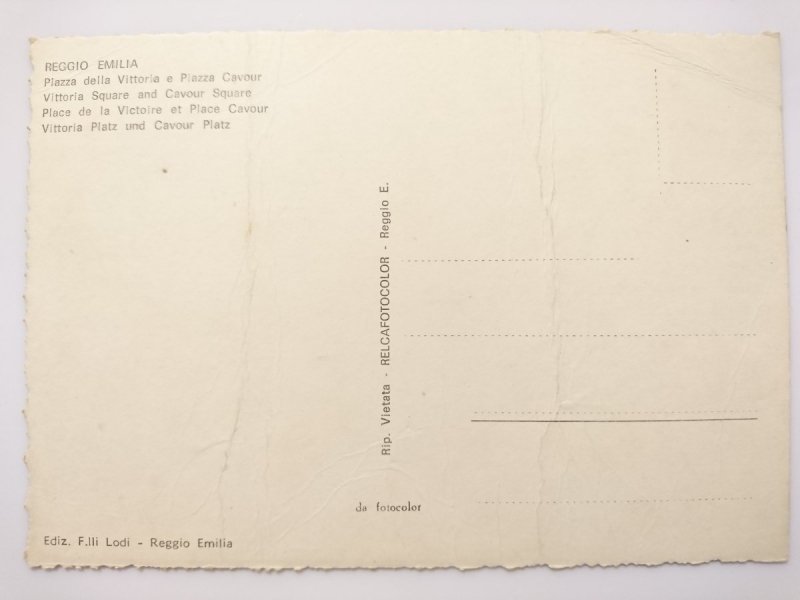 REGGIO EMILIA
Piazza della Vittoria e Piazza Cavour
Vittoria Square and Cavour Square
Place de la Victoire et Place Cavour
Vittoria Platz und Cavour Platz
Rip. Vietata - RELCAFOTOCOLOR - Reggio E.
da fotocolor
Ediz. F.lli Lodi - Reggio Emilia